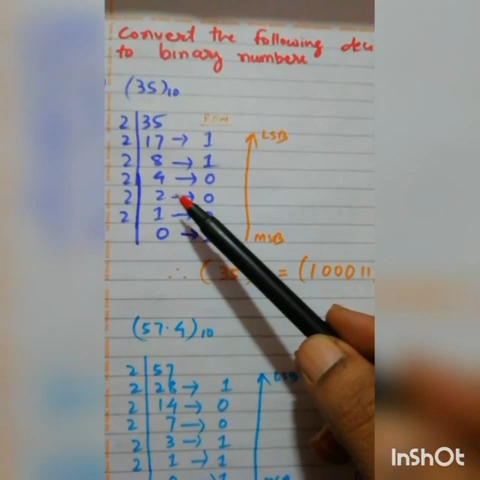 Convert the following dec
to binary numbers
(35)10
2 | 35 REM
2 | 17 → 1 LSB
2 | 8 → 1
2 | 4 → 0
2 | 2 → 0
2 | 1 →
0 → MSB
∴ (35) = (100011)
(57.4)10
2 | 57
2 | 28 → 1 LSB
2 | 14 → 0
2 | 7 → 0
2 | 3 → 1
2 | 1 → 1
InShOt